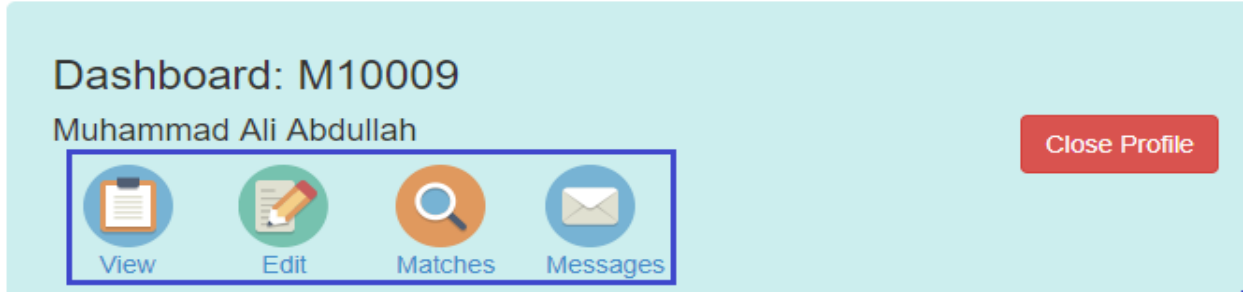 Dashboard: M10009
Muhammad Ali Abdullah
Close Profile
View Edit Matches Messages